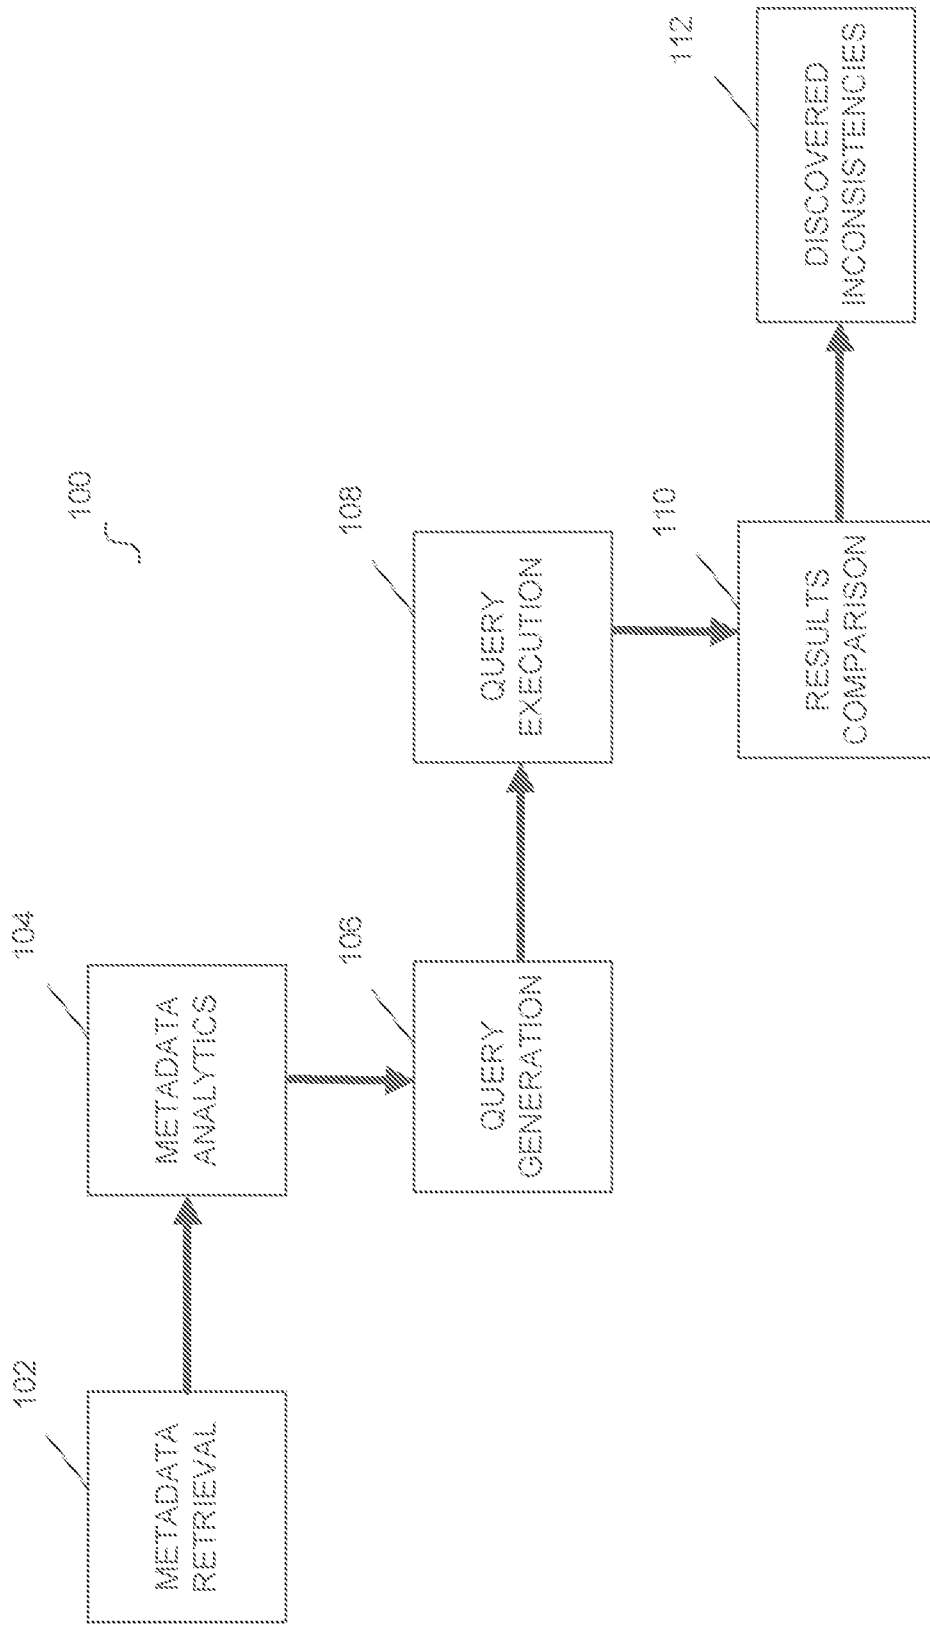 100
102
METADATA
RETRIEVAL
104
METADATA
ANALYTICS
106
QUERY
GENERATION
108
QUERY
EXECUTION
110
RESULTS
COMPARISON
112
DISCOVERED
INCONSISTENCIES